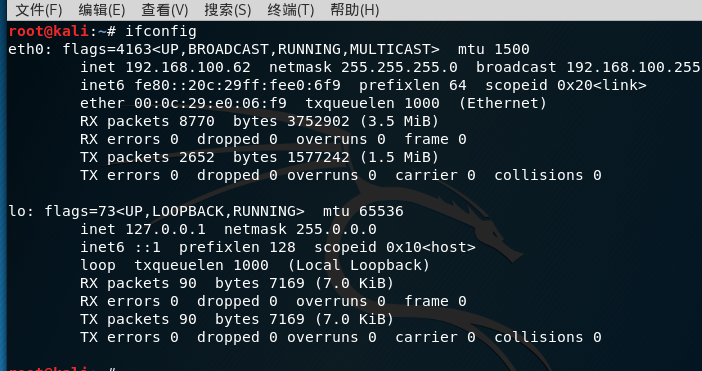 文件(F) 编辑(E) 查看(V) 搜索(S) 终端(T) 帮助(H)
root@kali:~# ifconfig
eth0: flags=4163<UP,BROADCAST,RUNNING,MULTICAST>  mtu 1500
        inet 192.168.100.62  netmask 255.255.255.0  broadcast 192.168.100.255
        inet6 fe80::20c:29ff:fee0:6f9  prefixlen 64  scopeid 0x20<link>
        ether 00:0c:29:e0:06:f9  txqueuelen 1000  (Ethernet)
        RX packets 8770  bytes 3752902 (3.5 MiB)
        RX errors 0  dropped 0  overruns 0  frame 0
        TX packets 2652  bytes 1577242 (1.5 MiB)
        TX errors 0  dropped 0 overruns 0  carrier 0  collisions 0

lo: flags=73<UP,LOOPBACK,RUNNING>  mtu 65536
        inet 127.0.0.1  netmask 255.0.0.0
        inet6 ::1  prefixlen 128  scopeid 0x10<host>
        loop  txqueuelen 1000  (Local Loopback)
        RX packets 90  bytes 7169 (7.0 KiB)
        RX errors 0  dropped 0  overruns 0  frame 0
        TX packets 90  bytes 7169 (7.0 KiB)
        TX errors 0  dropped 0 overruns 0  carrier 0  collisions 0

root@kali:~#